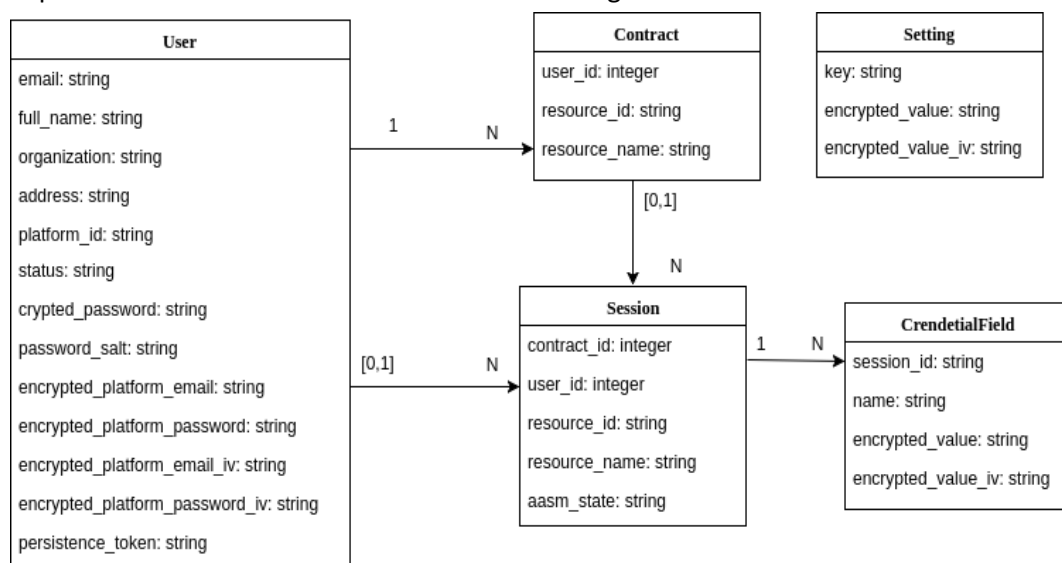 User
email: string
full_name: string
organization: string
address: string
platform_id: string
status: string
crypted_password: string
password_salt: string
encrypted_platform_email: string
encrypted_platform_password: string
encrypted_platform_email_iv: string
encrypted_platform_password_iv: string
persistence_token: string
1
N
Contract
user_id: integer
resource_id: string
resource_name: string
Setting
key: string
encrypted_value: string
encrypted_value_iv: string
[0,1]
N
[0,1]
N
Session
contract_id: integer
user_id: integer
resource_id: string
resource_name: string
aasm_state: string
1
N
CrendetialField
session_id: string
name: string
encrypted_value: string
encrypted_value_iv: string